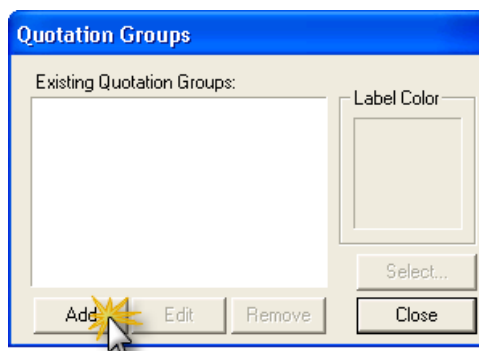 Quotation Groups
Existing Quotation Groups:
Label Color
Select...
Add
Edit
Remove
Close